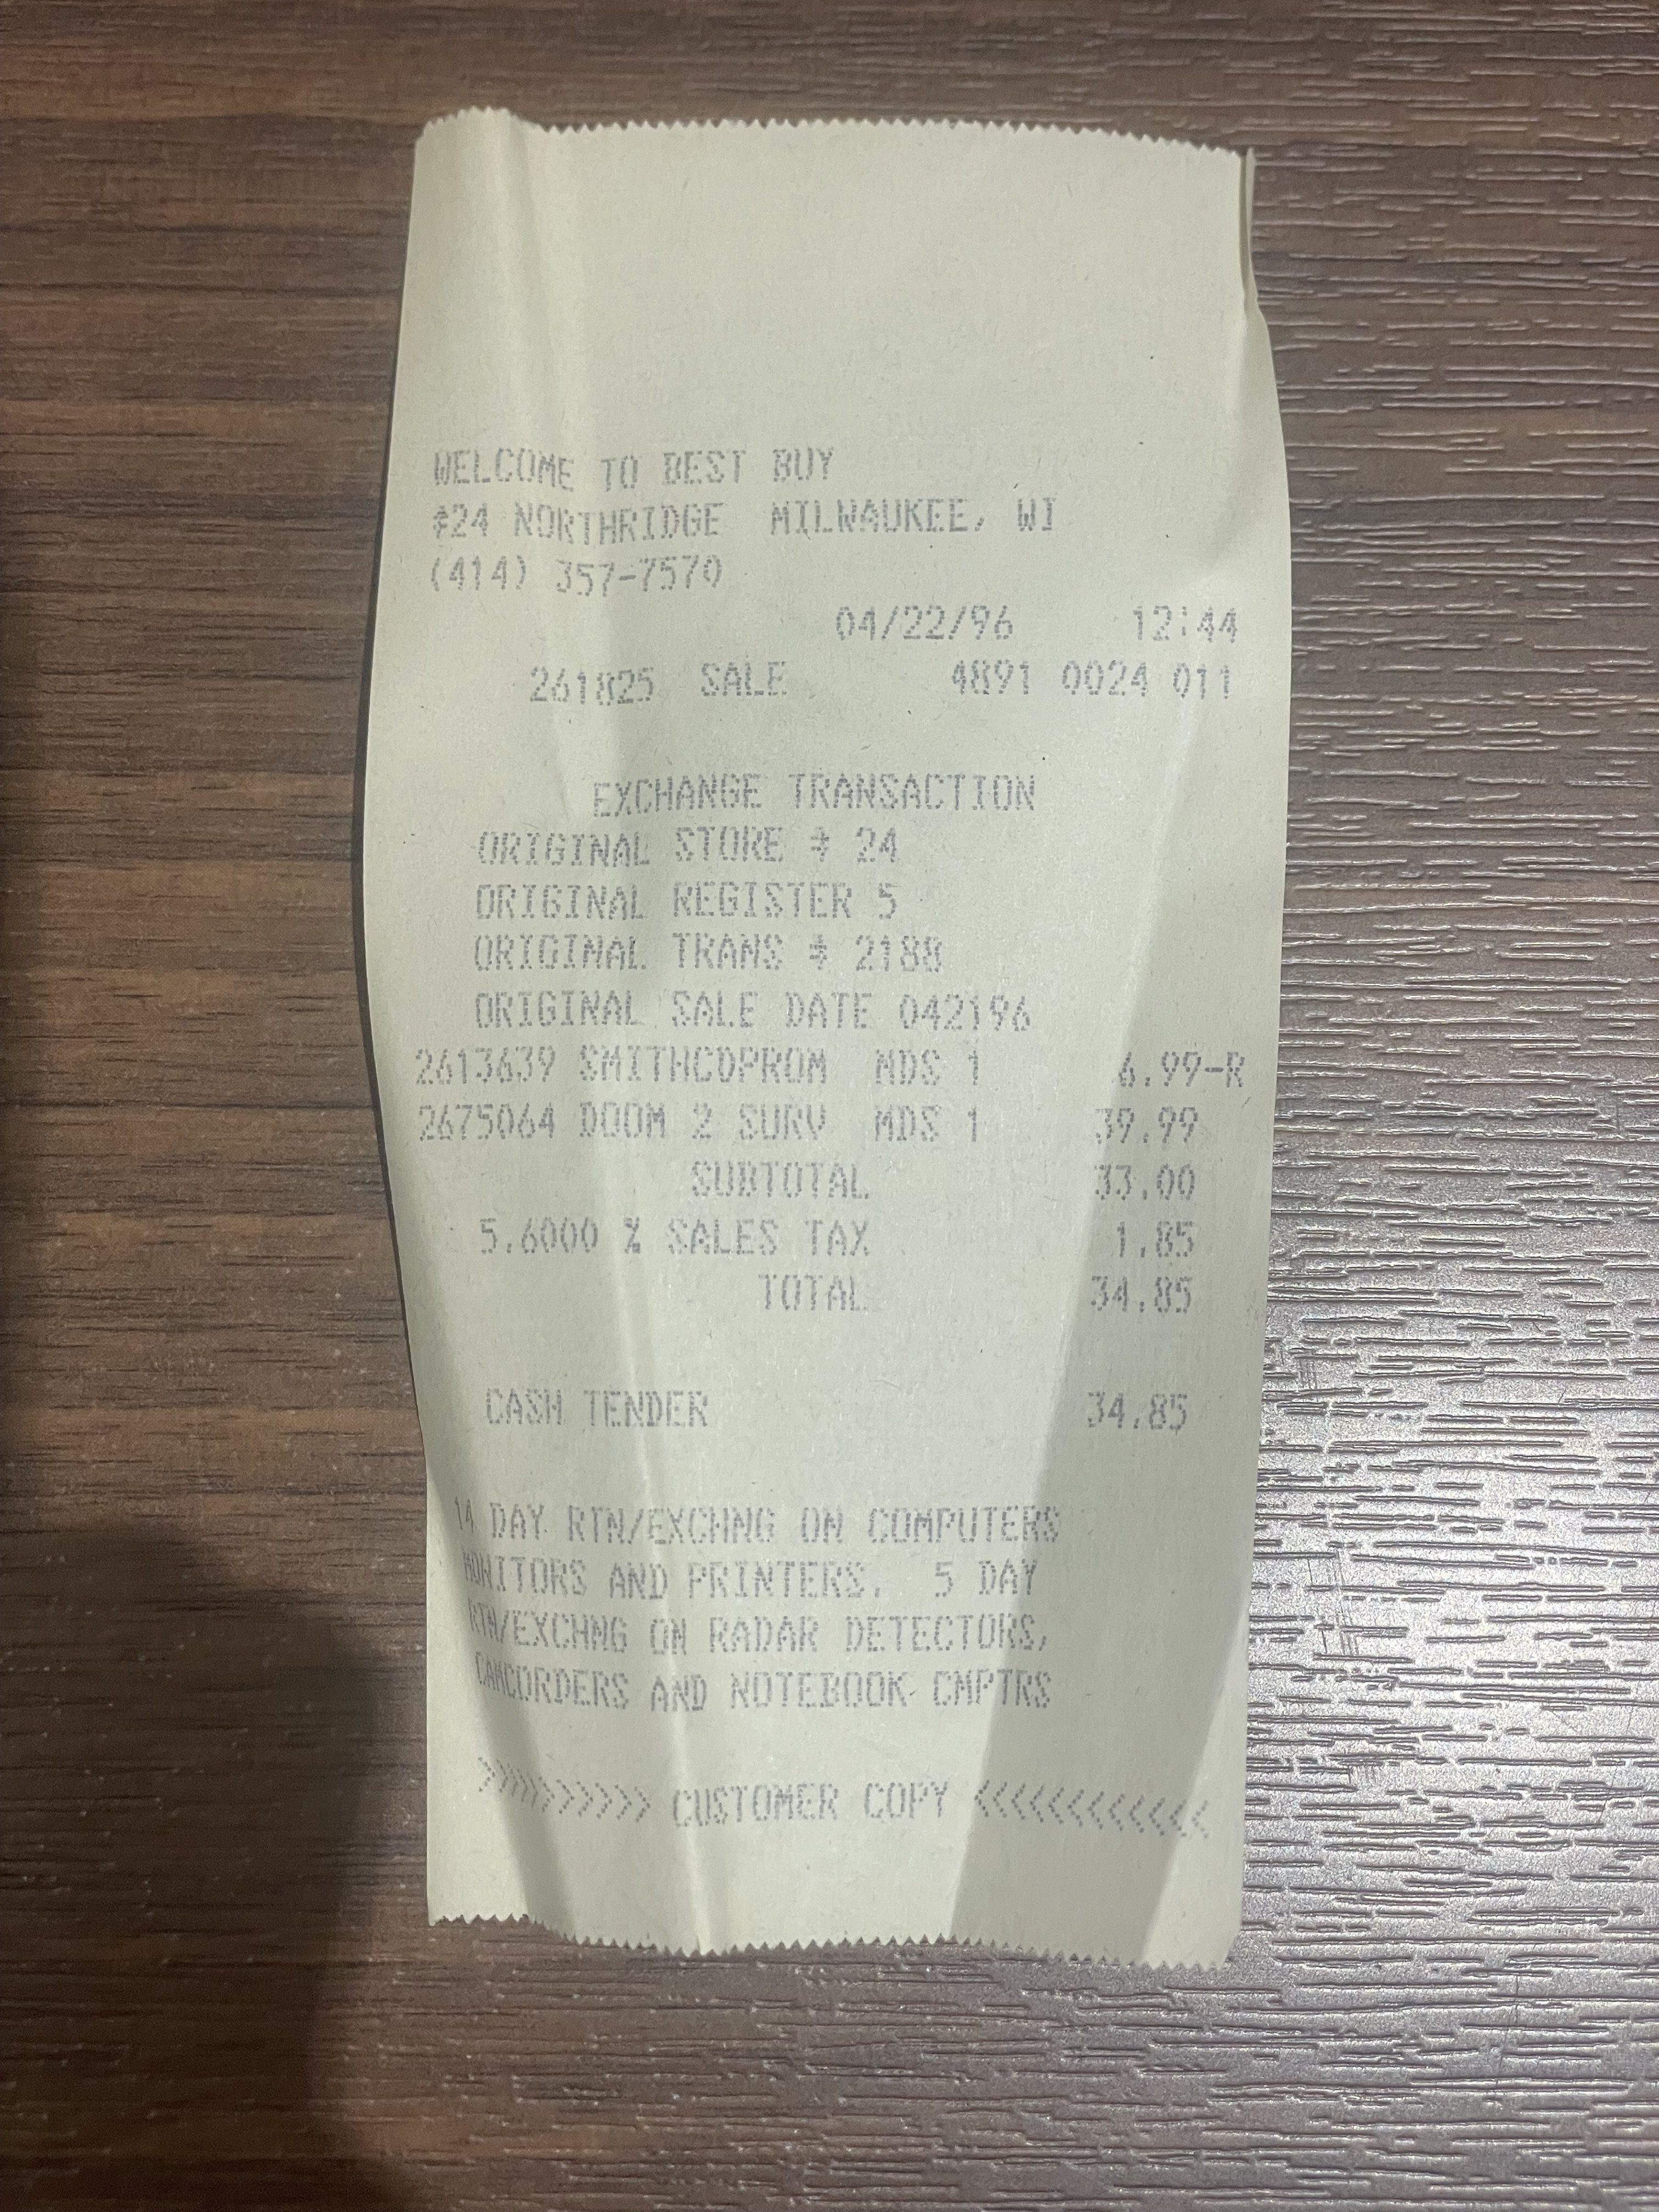 WELCOME TO BEST BUY
#24 NORTHRIDGE MILWAUKEE, WI
(414) 357-7570
04/22/96 12:44
261825 SALE 4891 0024 011
EXCHANGE TRANSACTION
ORIGINAL STORE # 24
ORIGINAL REGISTER 5
ORIGINAL TRANS # 2188
ORIGINAL SALE DATE 042196
2613639 SMITHCDPROM MDS 1 6.99-R
2675064 DOOM 2 SURV MDS 1 39.99
SUBTOTAL 33.00
5.6000 % SALES TAX 1.85
TOTAL 34.85
CASH TENDER 34.85
14 DAY RTN/EXCHNG ON COMPUTERS
MONITORS AND PRINTERS. 5 DAY
RTN/EXCHNG ON RADAR DETECTORS,
CAMCORDERS AND NOTEBOOK CMPTRS
>>>>>>>>>>> CUSTOMER COPY <<<<<<<<<<<<